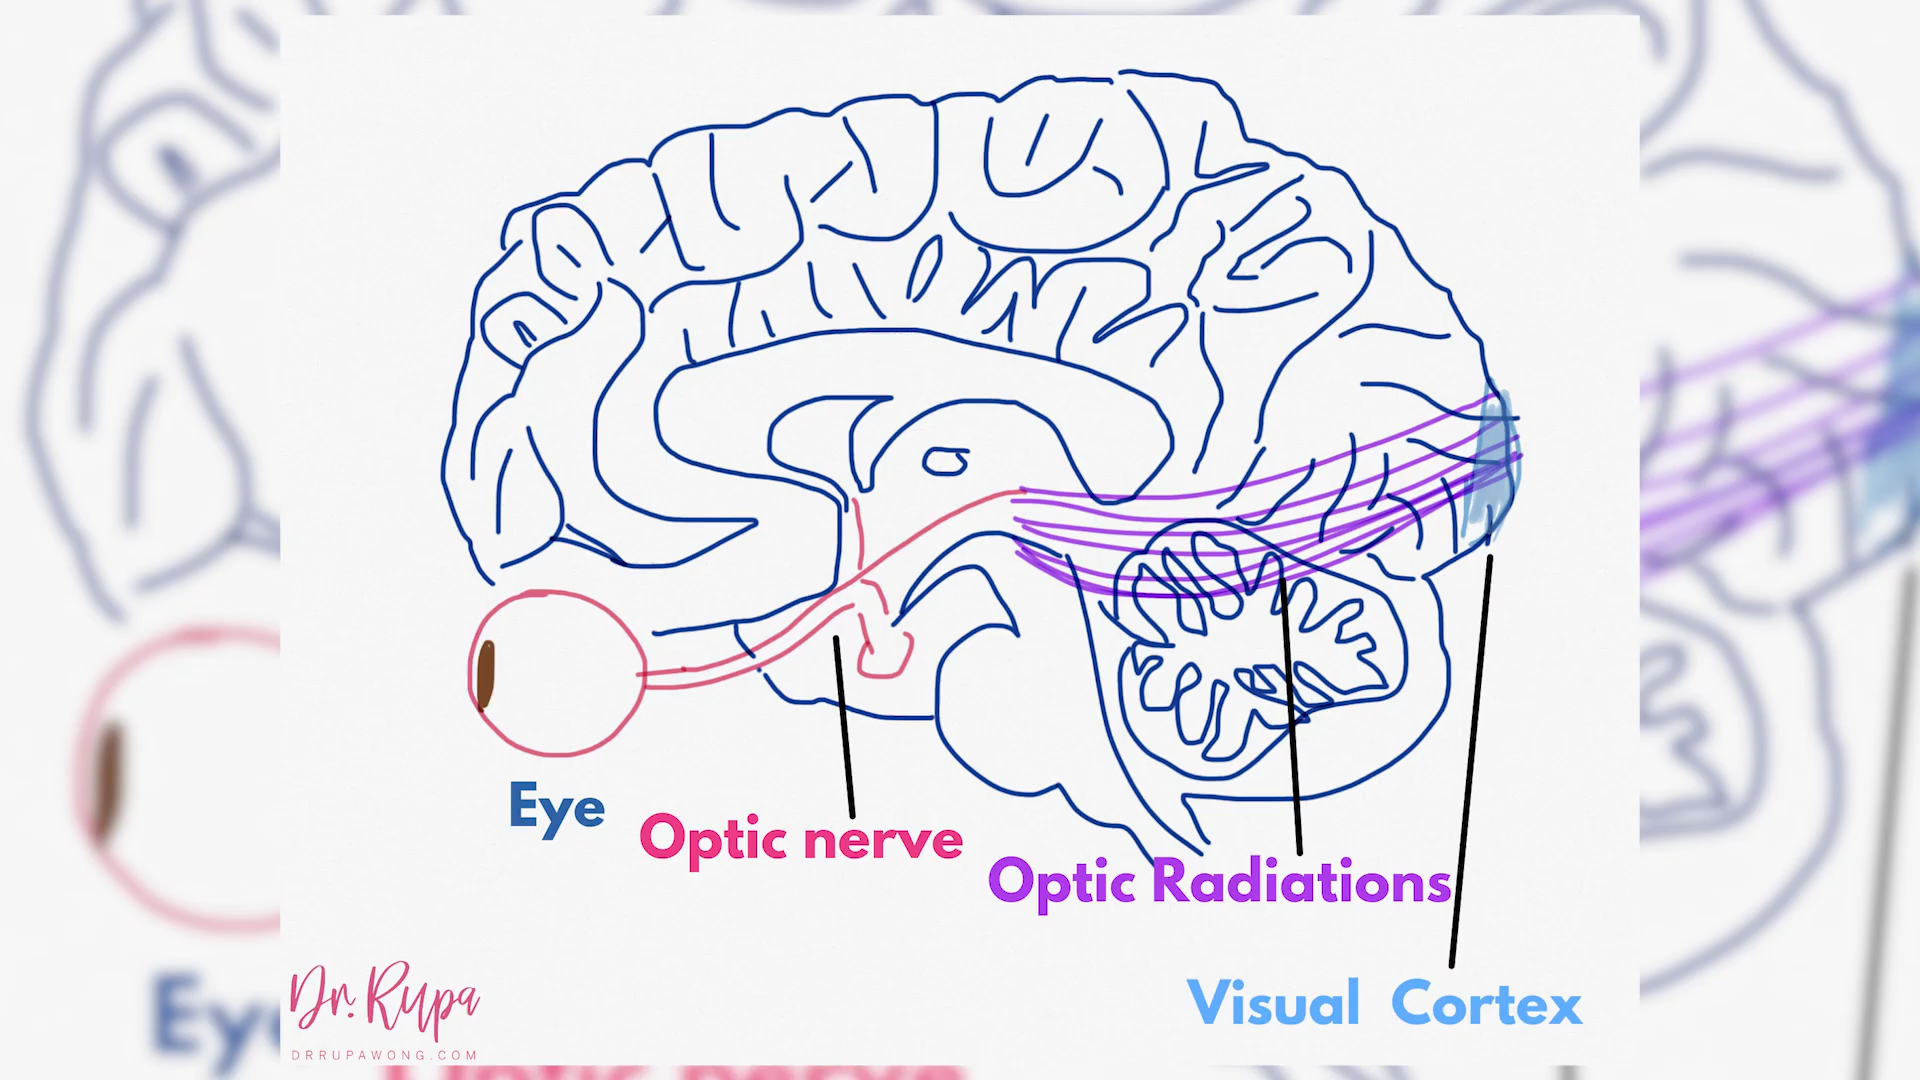 Eye
Optic nerve
Optic Radiations
Visual Cortex
Dr. Rupa
DRRUPAWONG.COM